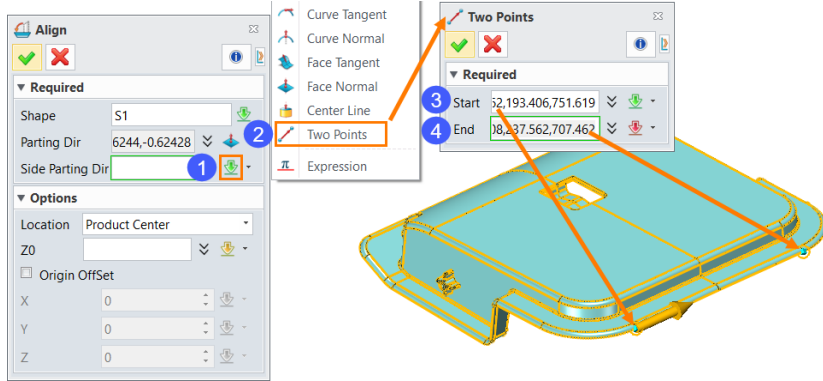 Align
Required
Shape
S1
Parting Dir
6244,-0.62428
Side Parting Dir
1
Options
Location
Product Center
Z0
Origin OffSet
X
0
Y
0
Z
0
Curve Tangent
Curve Normal
Face Tangent
Face Normal
Center Line
2
Two Points
π
Expression
Two Points
Required
3
Start
52,193.406,751.619
4
End
08,237.562,707.462